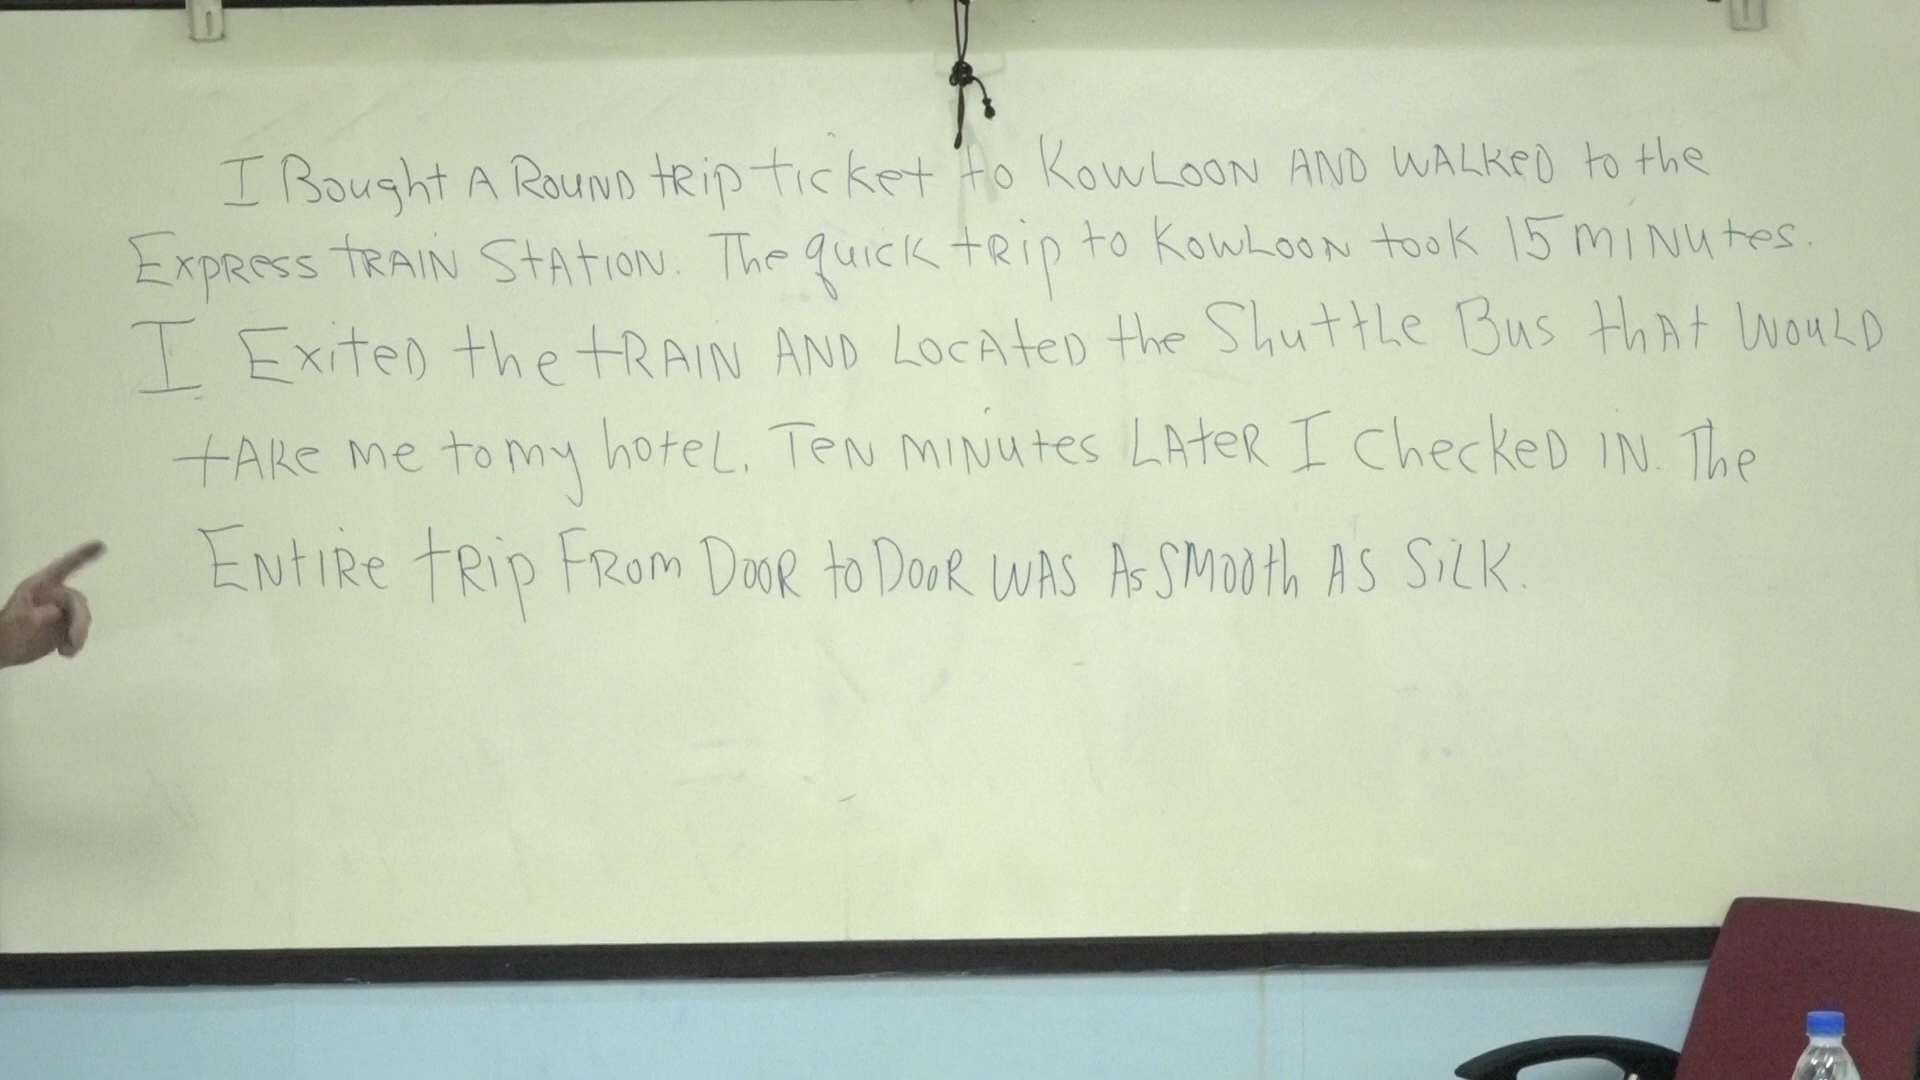 I Bought A ROUND tRip ticket to KOWLOON AND WALKED to the
ExpRess tRAIN StAtION. The quick tRip to KOWLOON took 15 MINUtes.
I Exited the tRAIN AND LOCAted the Shuttle Bus thAt WOULD
tAKe me to my hoteL. TeN MINUtes LAteR I CheckeD IN. The
ENtIRe tRip FROM DOOR to DOOR WAS As SMOOth AS SiLK.